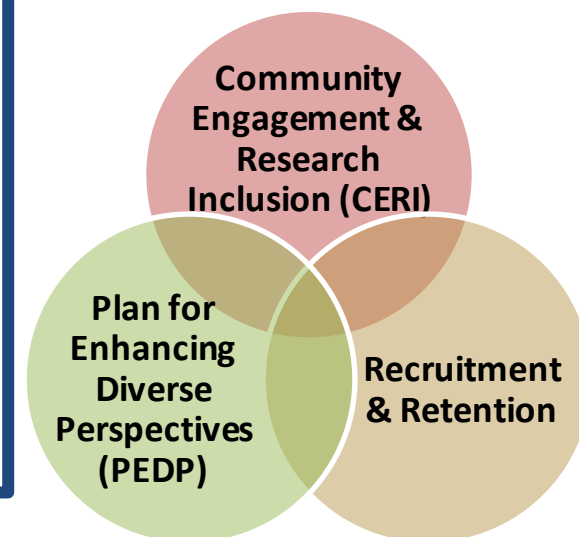 Community
Engagement &
Research
Inclusion (CERI)
Plan for
Enhancing
Diverse
Perspectives
(PEDP)
Recruitment
& Retention